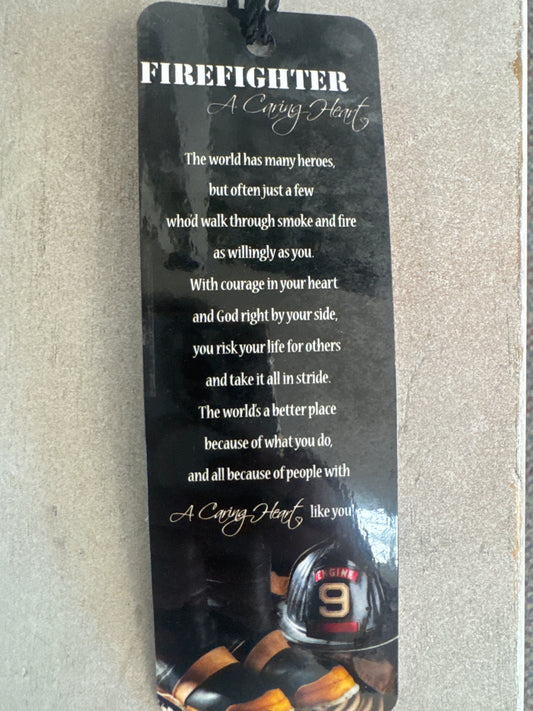 FIREFIGHTER
A Caring Heart
The world has many heroes,
but often just a few
who'd walk through smoke and fire
as willingly as you.
With courage in your heart
and God right by your side,
you risk your life for others
and take it all in stride.
The world's a better place
because of what you do,
and all because of people with
A Caring Heart like you!
ENGINE
9